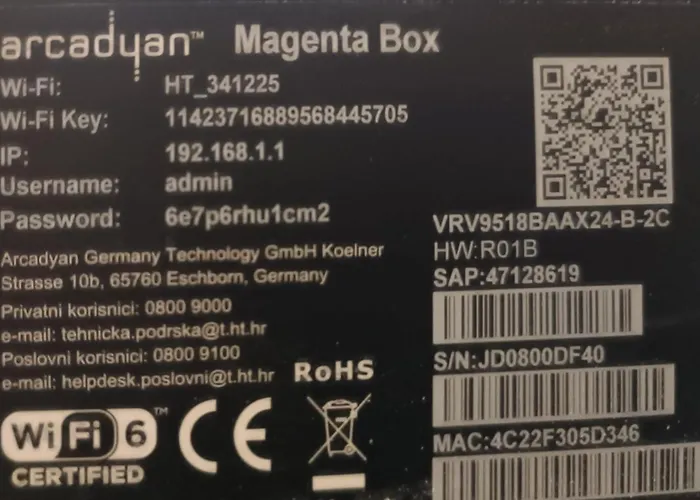 arcadyan™ Magenta Box
Wi-Fi: HT_341225
Wi-Fi Key: 11423716889568445705
IP: 192.168.1.1
Username: admin
Password: 6e7p6rhu1cm2
Arcadyan Germany Technology GmbH Koelner
Strasse 10b, 65760 Eschborn, Germany
Privatni korisnici: 0800 9000
e-mail: tehnicka.podrska@t.ht.hr
Poslovni korisnici: 0800 9100
e-mail: helpdesk.poslovni@t.ht.hr
RoHS
Wi Fi 6™
CERTIFIED
CE
VRV9518BAAX24-B-2C
HW:R01B
SAP:47128619
S/N:JD0800DF40
MAC:4C22F305D346